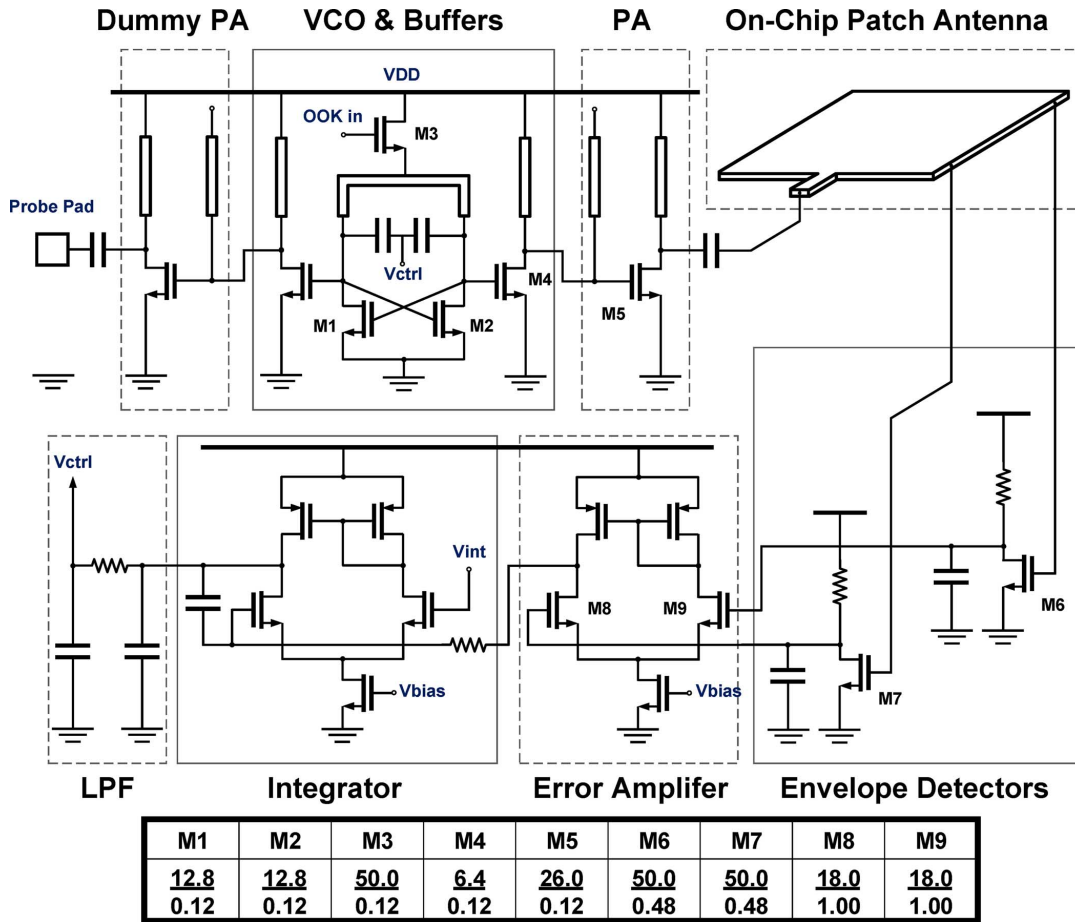 Dummy PA VCO & Buffers PA On-Chip Patch Antenna
VDD
OOK in
M3
Probe Pad
Vctrl
M4
M1 M2 M5
Vctrl
Vint
M8 M9
M6
M7
Vbias Vbias
LPF Integrator Error Amplifer Envelope Detectors
M1 M2 M3 M4 M5 M6 M7 M8 M9
12.8 12.8 50.0 6.4 26.0 50.0 50.0 18.0 18.0
0.12 0.12 0.12 0.12 0.12 0.48 0.48 1.00 1.00